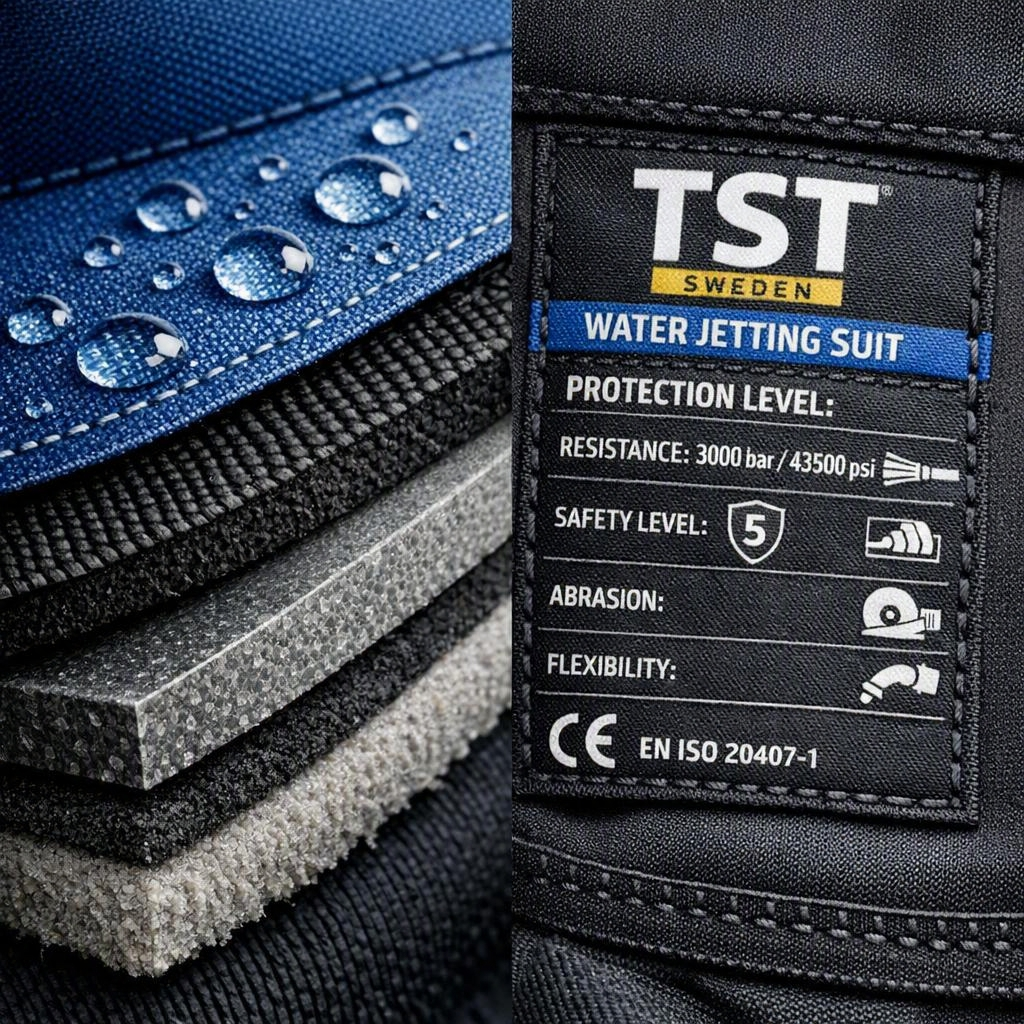 TST®
SWEDEN
WATER JETTING SUIT
PROTECTION LEVEL:
RESISTANCE: 3000 bar / 43500 psi
SAFETY LEVEL: 5
ABRASION:
FLEXIBILITY:
CE EN ISO 20407-1